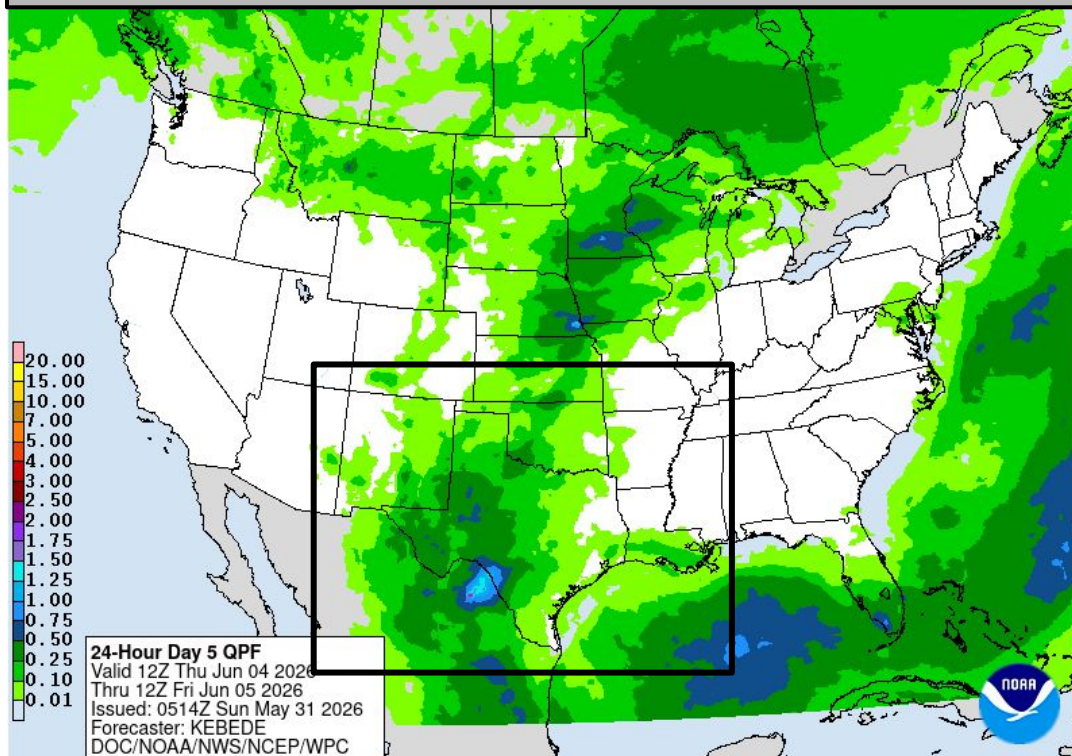 20.00
15.00
10.00
7.00
5.00
4.00
3.00
2.50
2.00
1.75
1.50
1.25
1.00
0.75
0.50
0.25
0.10
0.01
24-Hour Day 5 QPF
Valid 12Z Thu Jun 04 2026
Thru 12Z Fri Jun 05 2026
Issued: 0514Z Sun May 31 2026
Forecaster: KEBEDE
DOC/NOAA/NWS/NCEP/WPC
NOAA